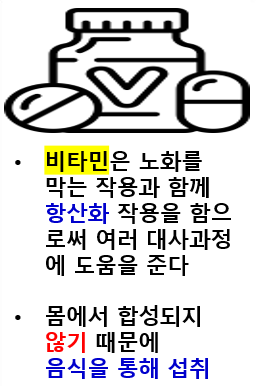 • 비타민은 노화를
막는 작용과 함께
항산화 작용을 함으
로써 여러 대사과정
에 도움을 준다
• 몸에서 합성되지
않기 때문에
음식을 통해 섭취